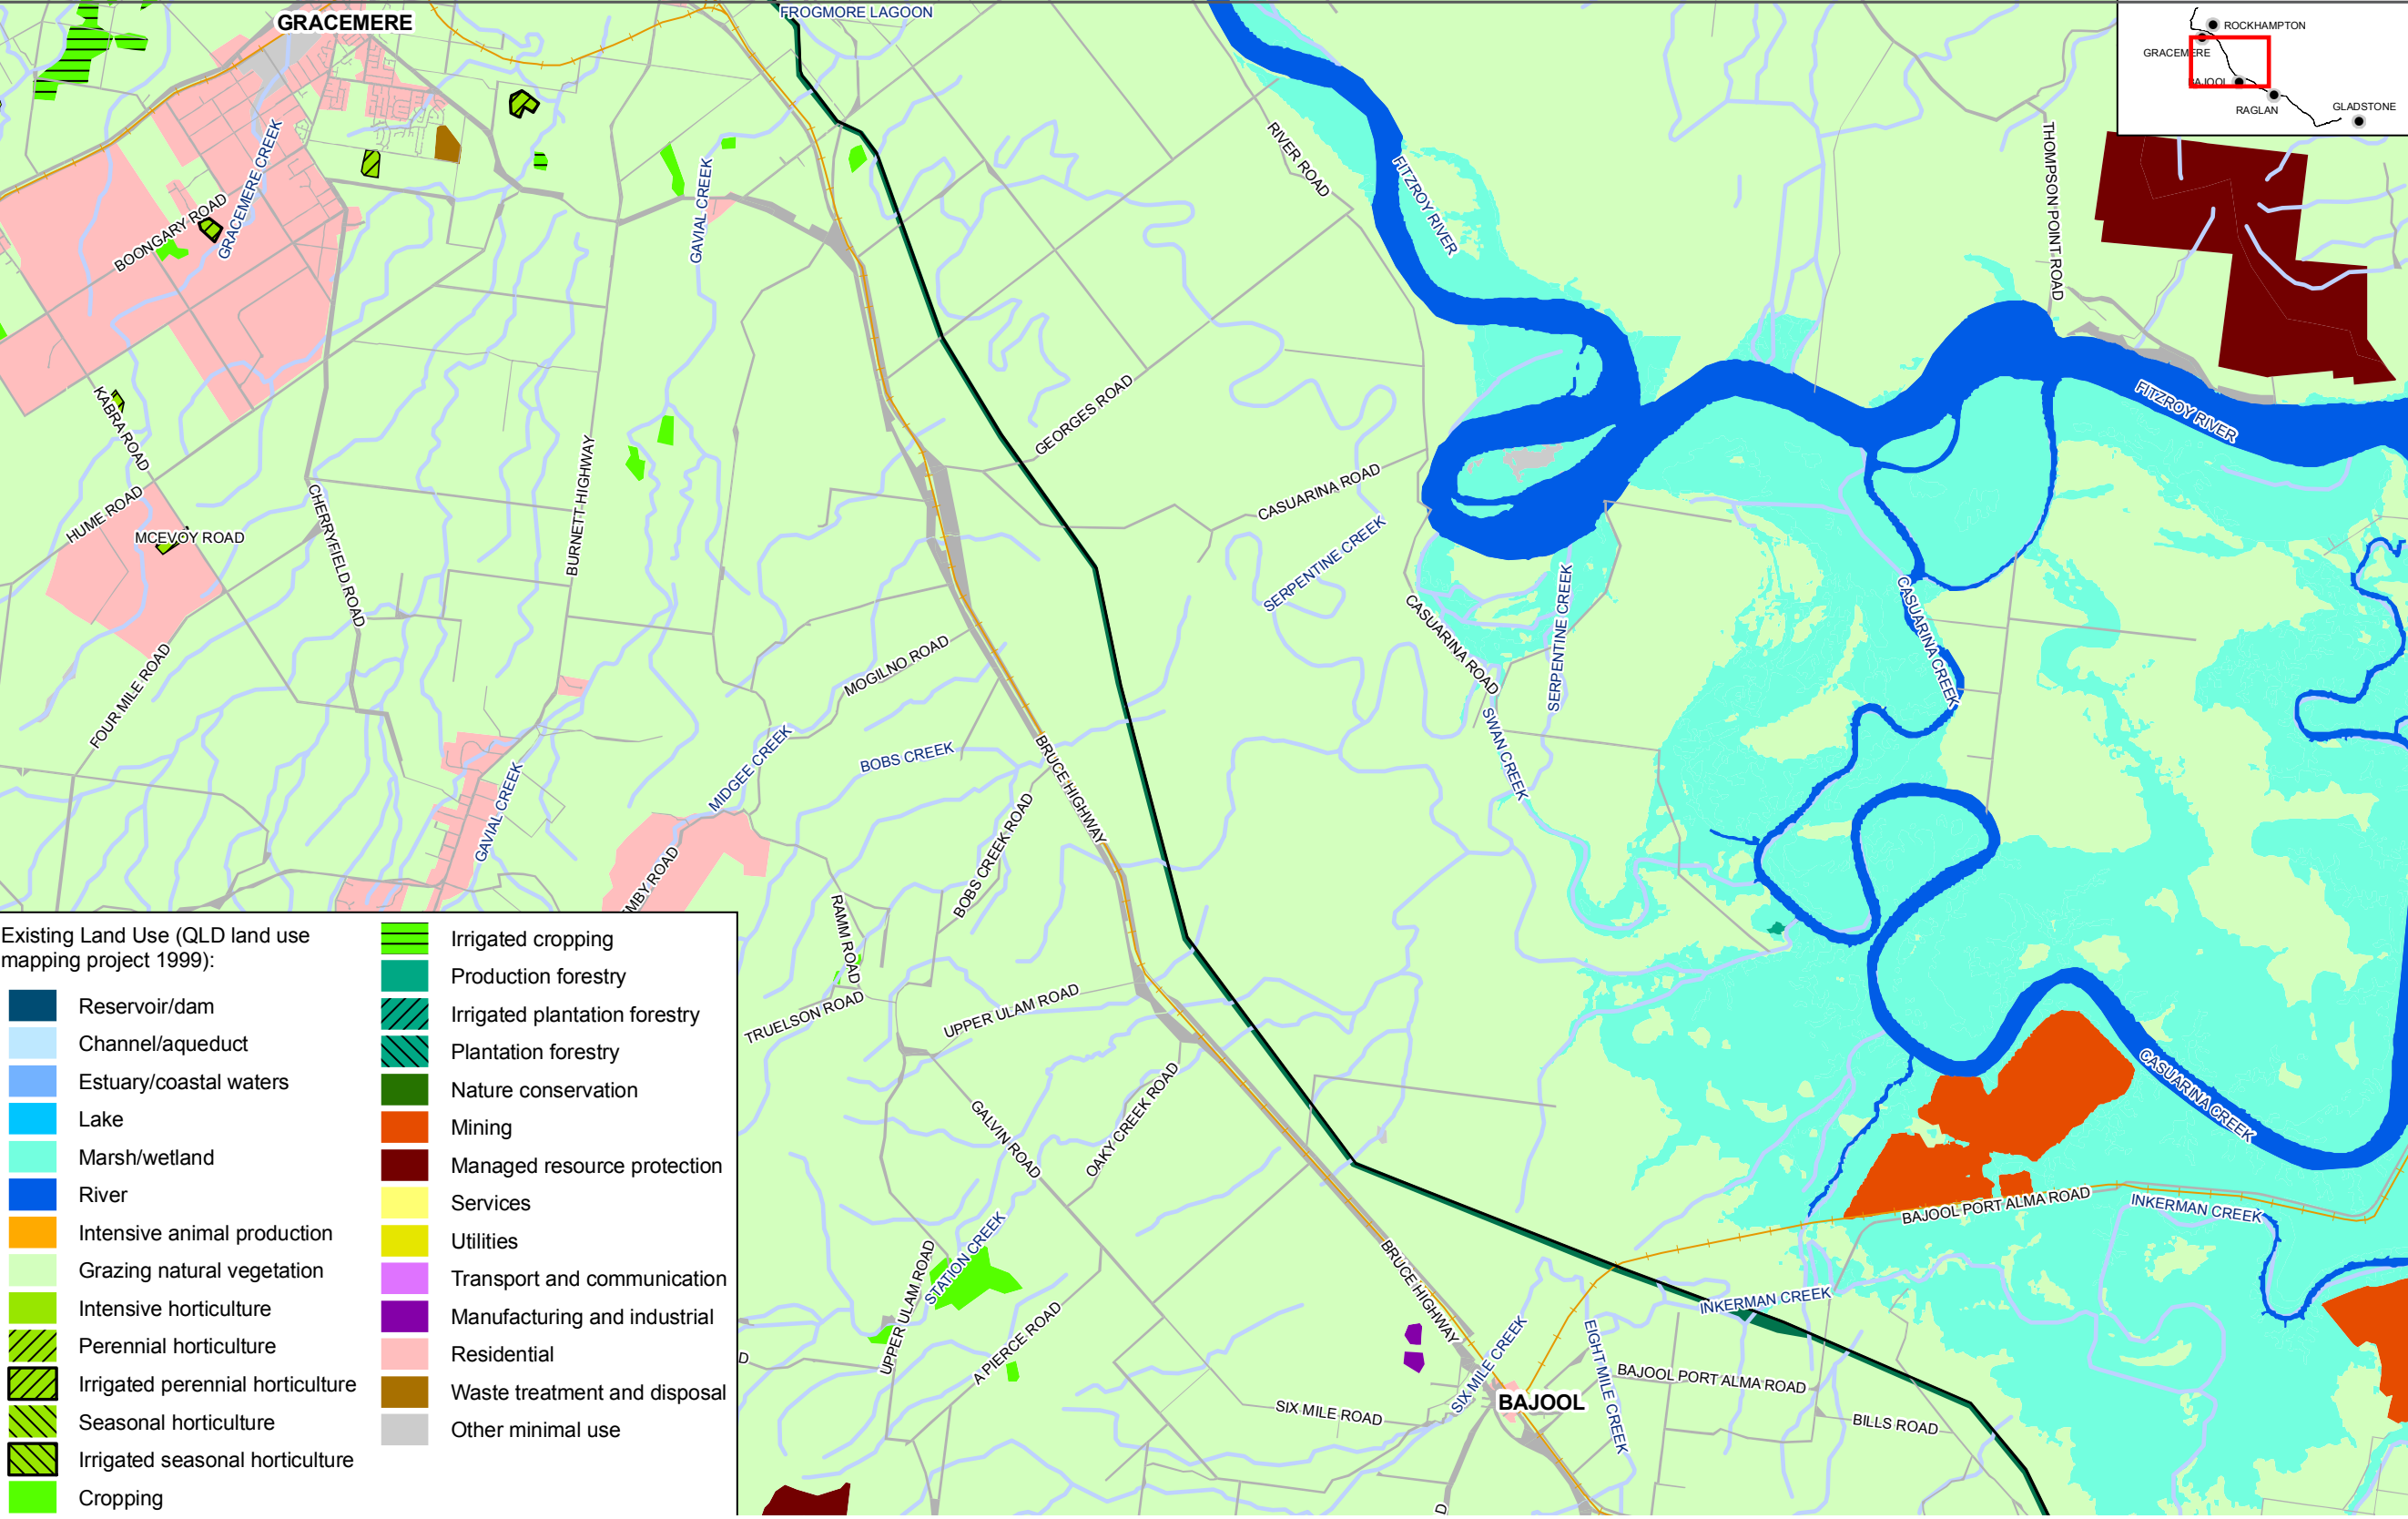 GRACEMERE
FROGMORE LAGOON
ROCKHAMPTON
GRACEMERE
BAJOOL
RAGLAN
GLADSTONE
RIVER ROAD
FITZROY RIVER
THOMPSON POINT ROAD
GRACEMERE CREEK
BOONGARY ROAD
GAVIAL CREEK
FITZROY RIVER
KABRA ROAD
GEORGES ROAD
CASUARINA ROAD
HUME ROAD
MCEVOY ROAD
CHERRYFIELD ROAD
BURNETT HIGHWAY
SERPENTINE CREEK
CASUARINA ROAD
SERPENTINE CREEK
CASUARINA CREEK
FOUR MILE ROAD
MOGILNO ROAD
MIDGEE CREEK
BOBS CREEK
BRUCE HIGHWAY
SWAN CREEK
GAVIAL CREEK
BOBS CREEK ROAD
MBY ROAD
RAMM ROAD
TRUELSON ROAD
UPPER ULAM ROAD
GALVIN ROAD
OAKY CREEK ROAD
CASUARINA CREEK
BAJOOL PORT ALMA ROAD
INKERMAN CREEK
STATION CREEK
UPPER ULAM ROAD
A PIERCE ROAD
BRUCE HIGHWAY
INKERMAN CREEK
SIX MILE CREEK
EIGHT MILE CREEK
BAJOOL PORT ALMA ROAD
SIX MILE ROAD
BAJOOL
BILLS ROAD
D
D
Existing Land Use (QLD land use
mapping project 1999):
Reservoir/dam
Channel/aqueduct
Estuary/coastal waters
Lake
Marsh/wetland
River
Intensive animal production
Grazing natural vegetation
Intensive horticulture
Perennial horticulture
Irrigated perennial horticulture
Seasonal horticulture
Irrigated seasonal horticulture
Cropping
Irrigated cropping
Production forestry
Irrigated plantation forestry
Plantation forestry
Nature conservation
Mining
Managed resource protection
Services
Utilities
Transport and communication
Manufacturing and industrial
Residential
Waste treatment and disposal
Other minimal use